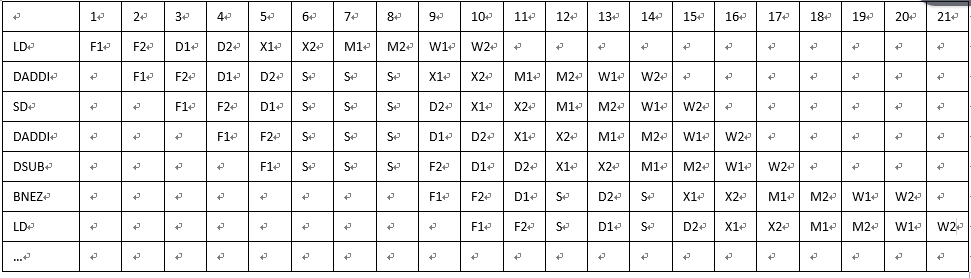 1 2 3 4 5 6 7 8 9 10 11 12 13 14 15 16 17 18 19 20 21
LD F1 F2 D1 D2 X1 X2 M1 M2 W1 W2
DADDI F1 F2 D1 D2 S S S X1 X2 M1 M2 W1 W2
SD F1 F2 D1 S S S D2 X1 X2 M1 M2 W1 W2
DADDI F1 F2 S S S D1 D2 X1 X2 M1 M2 W1 W2
DSUB F1 S S S F2 D1 D2 X1 X2 M1 M2 W1 W2
BNEZ F1 F2 D1 S D2 S X1 X2 M1 M2 W1 W2
LD F1 F2 S D1 S D2 X1 X2 M1 M2 W1 W2
...